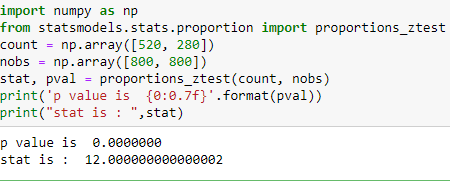 import numpy as np
from statsmodels.stats.proportion import proportions_ztest
count = np.array([520, 280])
nobs = np.array([800, 800])
stat, pval = proportions_ztest(count, nobs)
print('p value is  {0:0.7f}'.format(pval))
print("stat is : ",stat)
p value is  0.0000000
stat is :  12.000000000000002